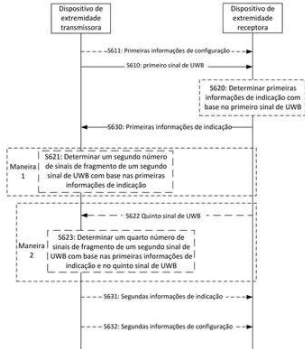 Dispositivo de
extremidade
transmissora
Dispositivo de
extremidade
receptora
S611: Primeiras informações de configuração
S610: primeiro sinal de UWB
S620: Determinar primeiras
informações de indicação com
base no primeiro sinal de UWB
S630: Primeiras informações de indicação
Maneira
1
S621: Determinar um segundo número
de sinais de fragmento de um segundo
sinal de UWB com base nas primeiras
informações de indicação
S622 Quinto sinal de UWB
Maneira
2
S623: Determinar um quarto número de
sinais de fragmento de um segundo sinal de
UWB com base nas primeiras informações de
indicação e no quinto sinal de UWB
S631: Segundas informações de indicação
S632: Segundas informações de configuração